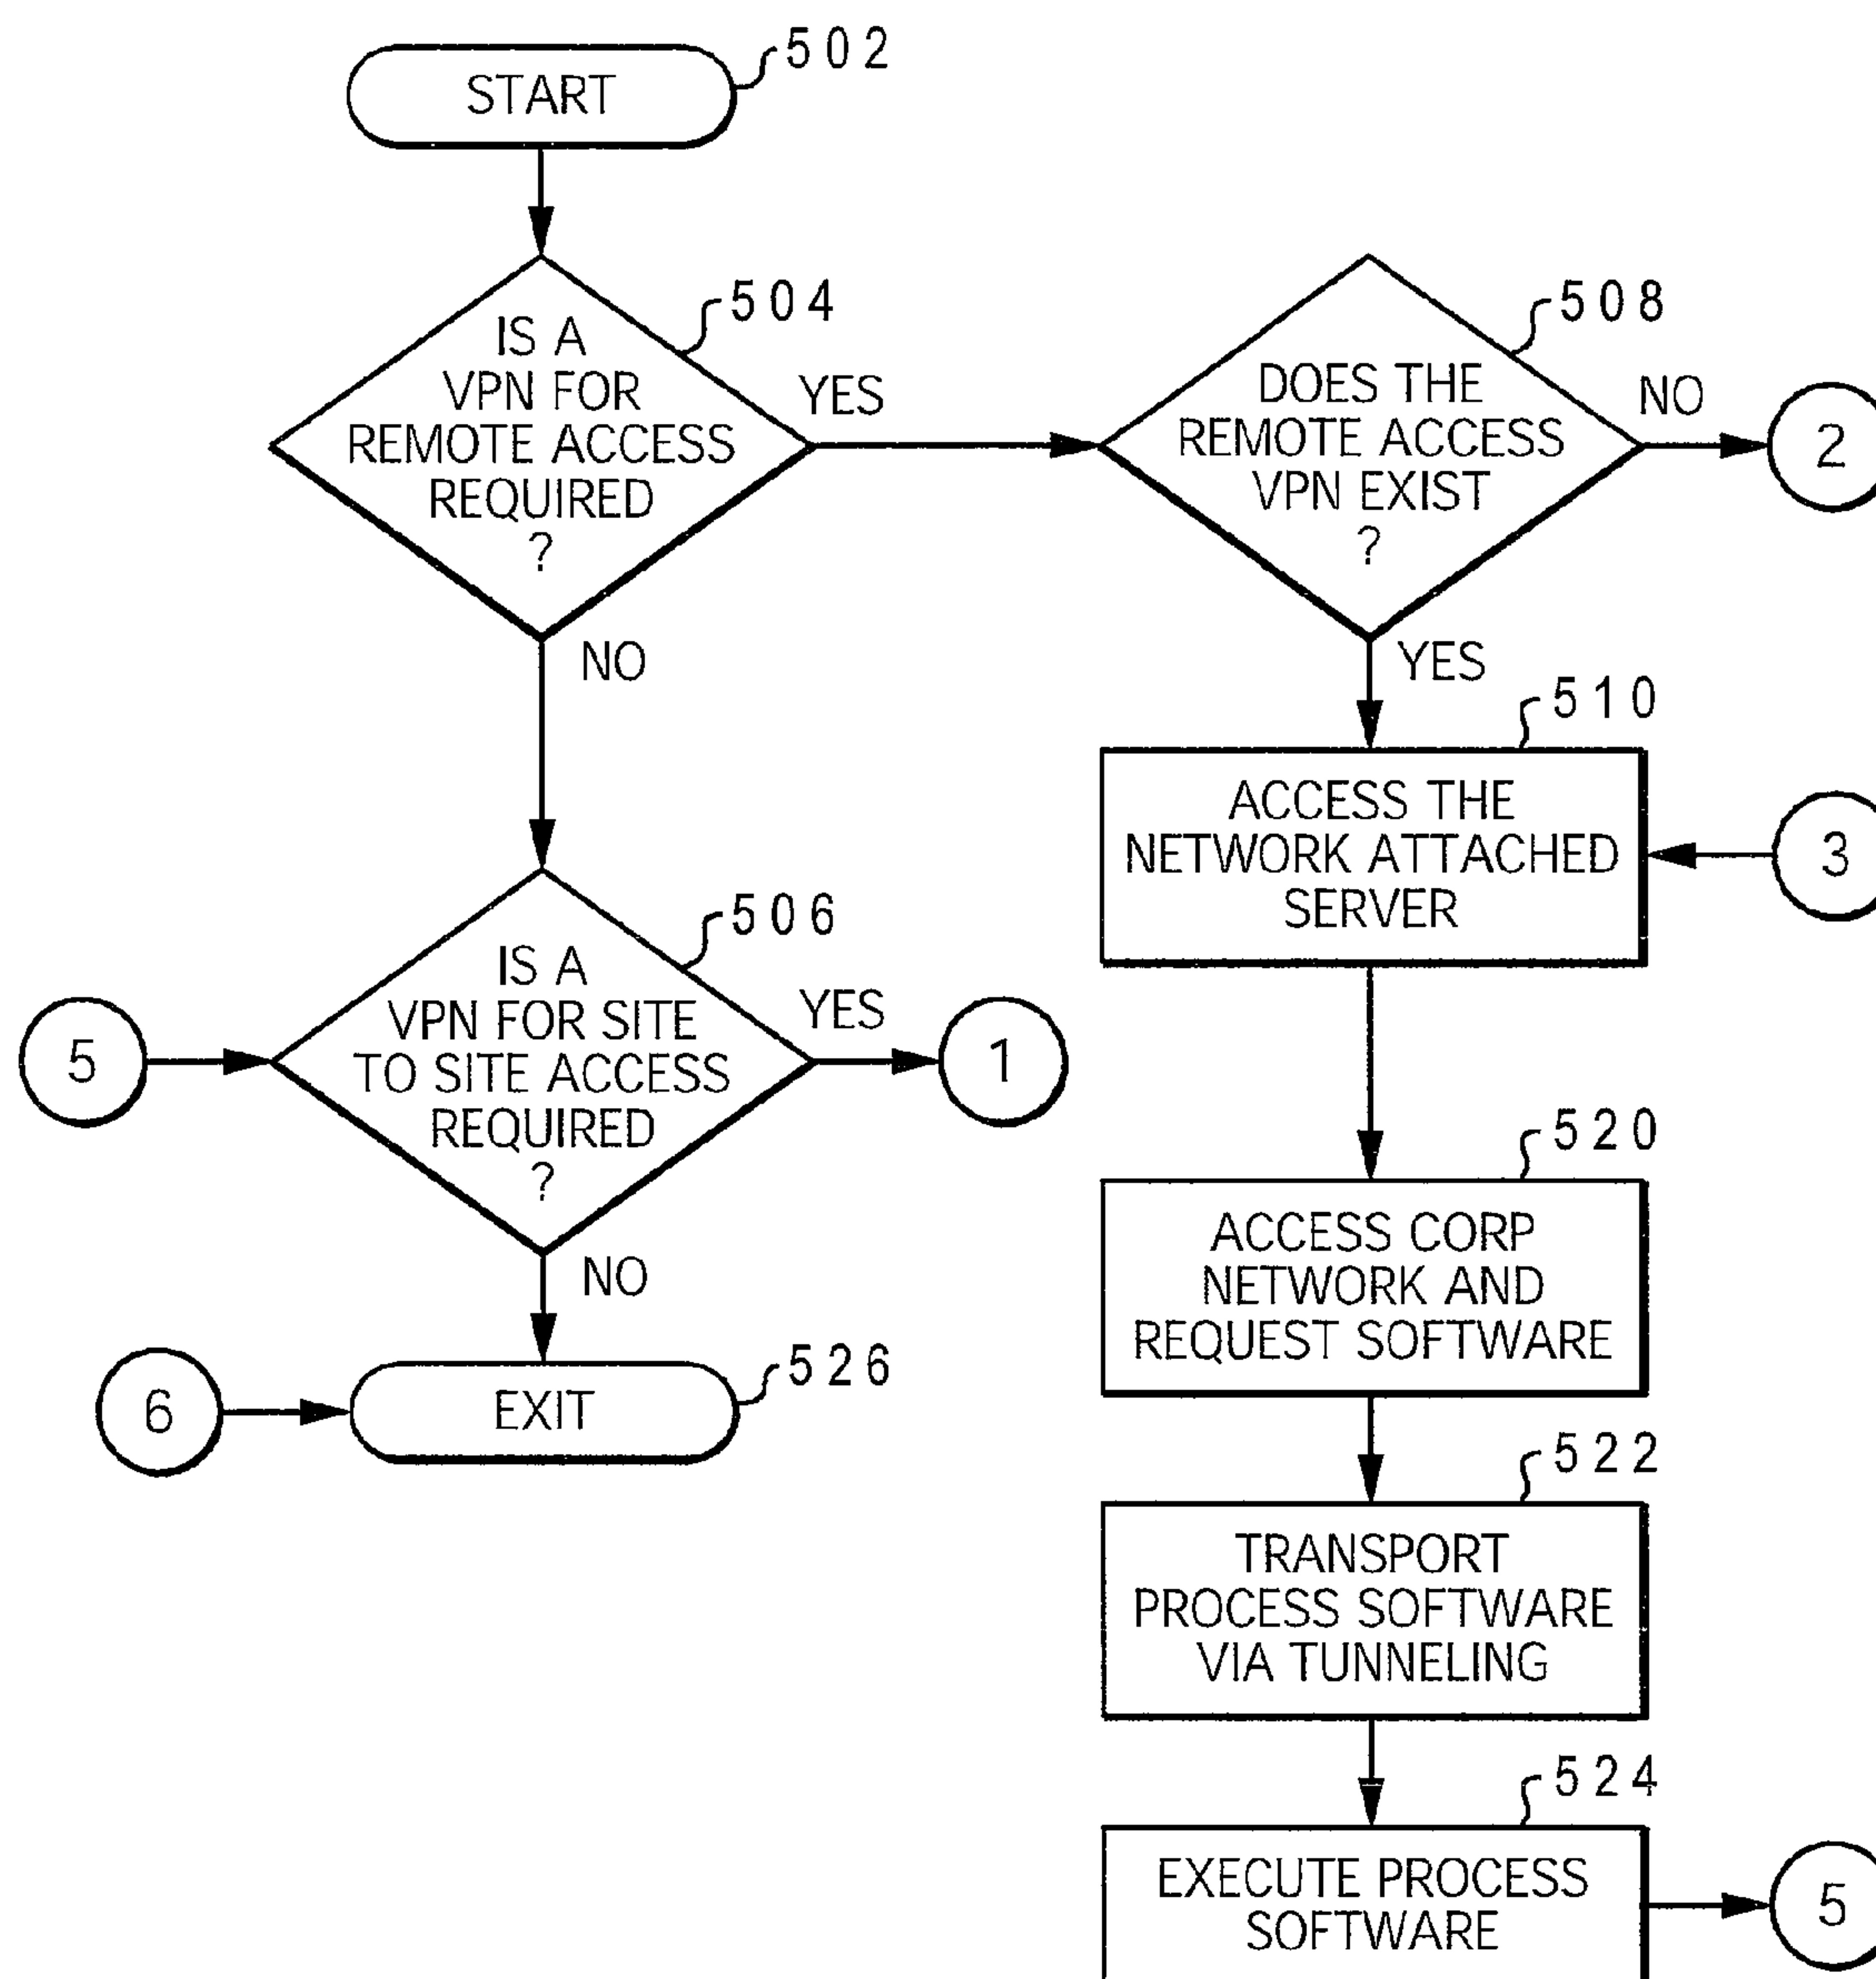 502
START
504
IS A
VPN FOR
REMOTE ACCESS
REQUIRED
?
YES
NO
508
DOES THE
REMOTE ACCESS
VPN EXIST
?
NO
2
YES
510
ACCESS THE
NETWORK ATTACHED
SERVER
3
506
IS A
VPN FOR SITE
TO SITE ACCESS
REQUIRED
?
5
YES
1
NO
520
ACCESS CORP
NETWORK AND
REQUEST SOFTWARE
6
EXIT
526
522
TRANSPORT
PROCESS SOFTWARE
VIA TUNNELING
524
EXECUTE PROCESS
SOFTWARE
5